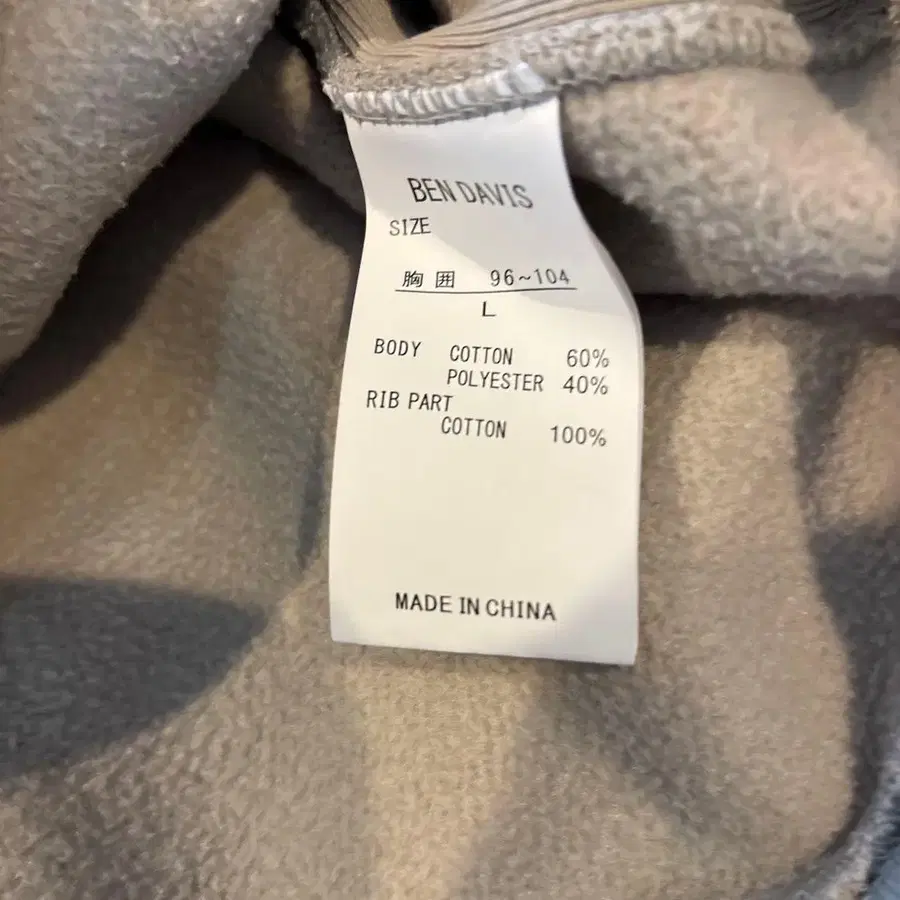 BEN DAVIS
SIZE
胸囲 96~104
L
BODY COTTON 60%
POLYESTER 40%
RIB PART
COTTON 100%
MADE IN CHINA